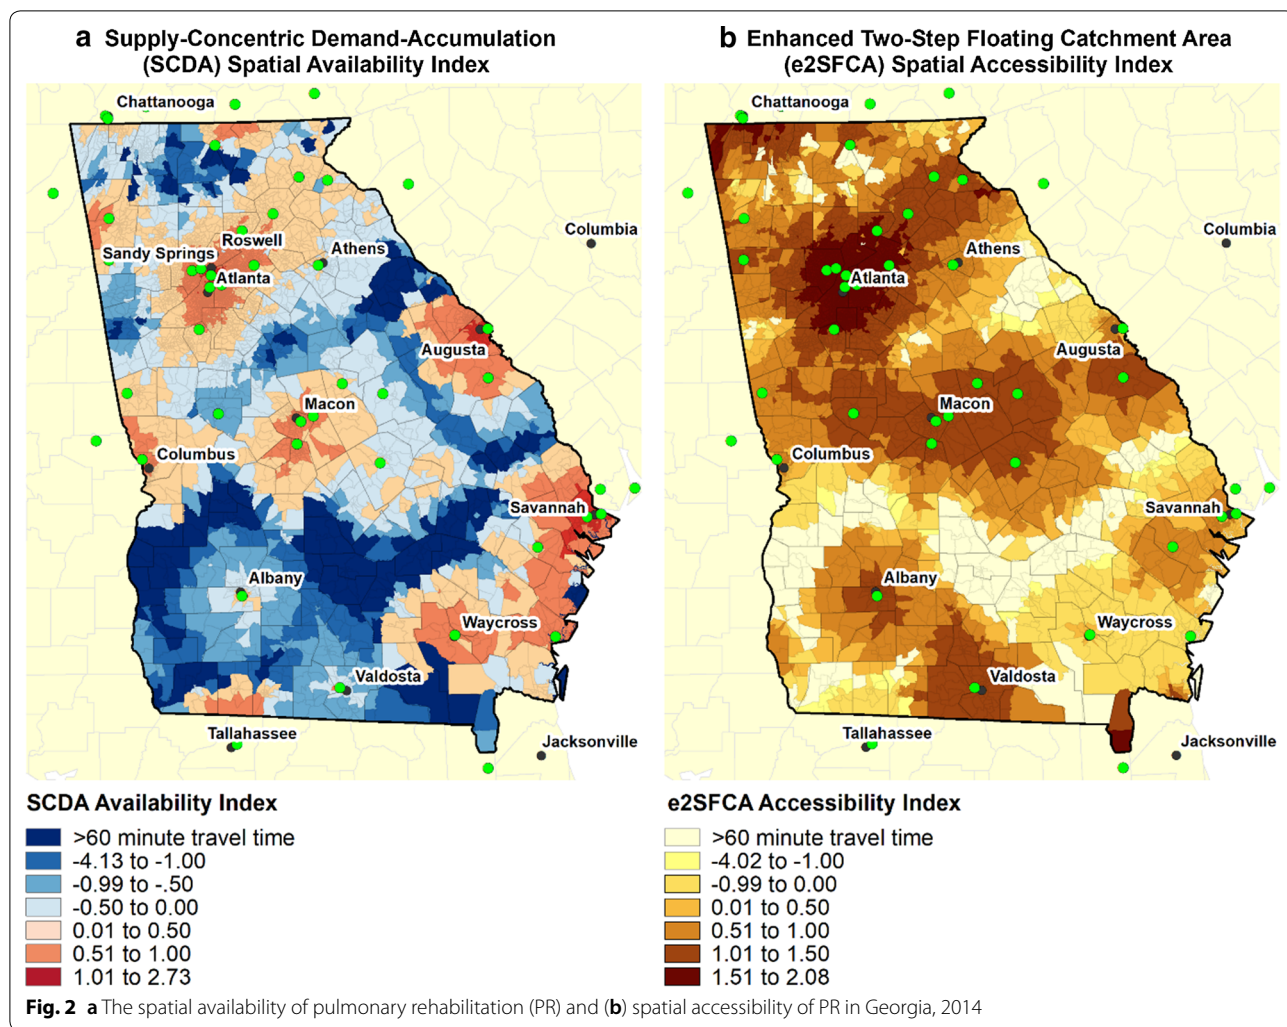 a Supply-Concentric Demand-Accumulation
(SCDA) Spatial Availability Index
Chattanooga
Columbia
Roswell
Sandy Springs
Athens
Atlanta
Augusta
Macon
Columbus
Savannah
Albany
Waycross
Valdosta
Tallahassee
Jacksonville
SCDA Availability Index
>60 minute travel time
-4.13 to -1.00
-0.99 to -.50
-0.50 to 0.00
0.01 to 0.50
0.51 to 1.00
1.01 to 2.73
b Enhanced Two-Step Floating Catchment Area
(e2SFCA) Spatial Accessibility Index
Chattanooga
Columbia
Athens
Atlanta
Augusta
Macon
Columbus
Savannah
Albany
Waycross
Valdosta
Tallahassee
Jacksonville
e2SFCA Accessibility Index
>60 minute travel time
-4.02 to -1.00
-0.99 to 0.00
0.01 to 0.50
0.51 to 1.00
1.01 to 1.50
1.51 to 2.08
Fig. 2 a The spatial availability of pulmonary rehabilitation (PR) and (b) spatial accessibility of PR in Georgia, 2014